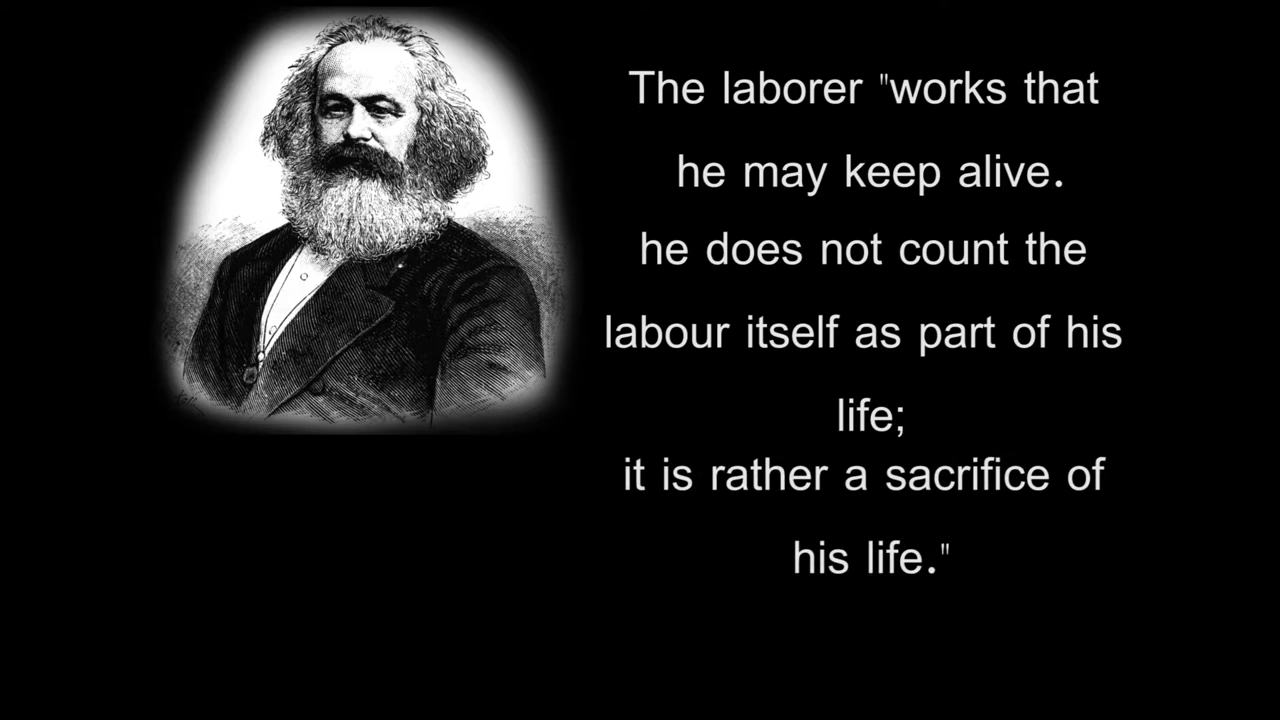 The laborer "works that
he may keep alive.
he does not count the
labour itself as part of his
life;
it is rather a sacrifice of
his life."